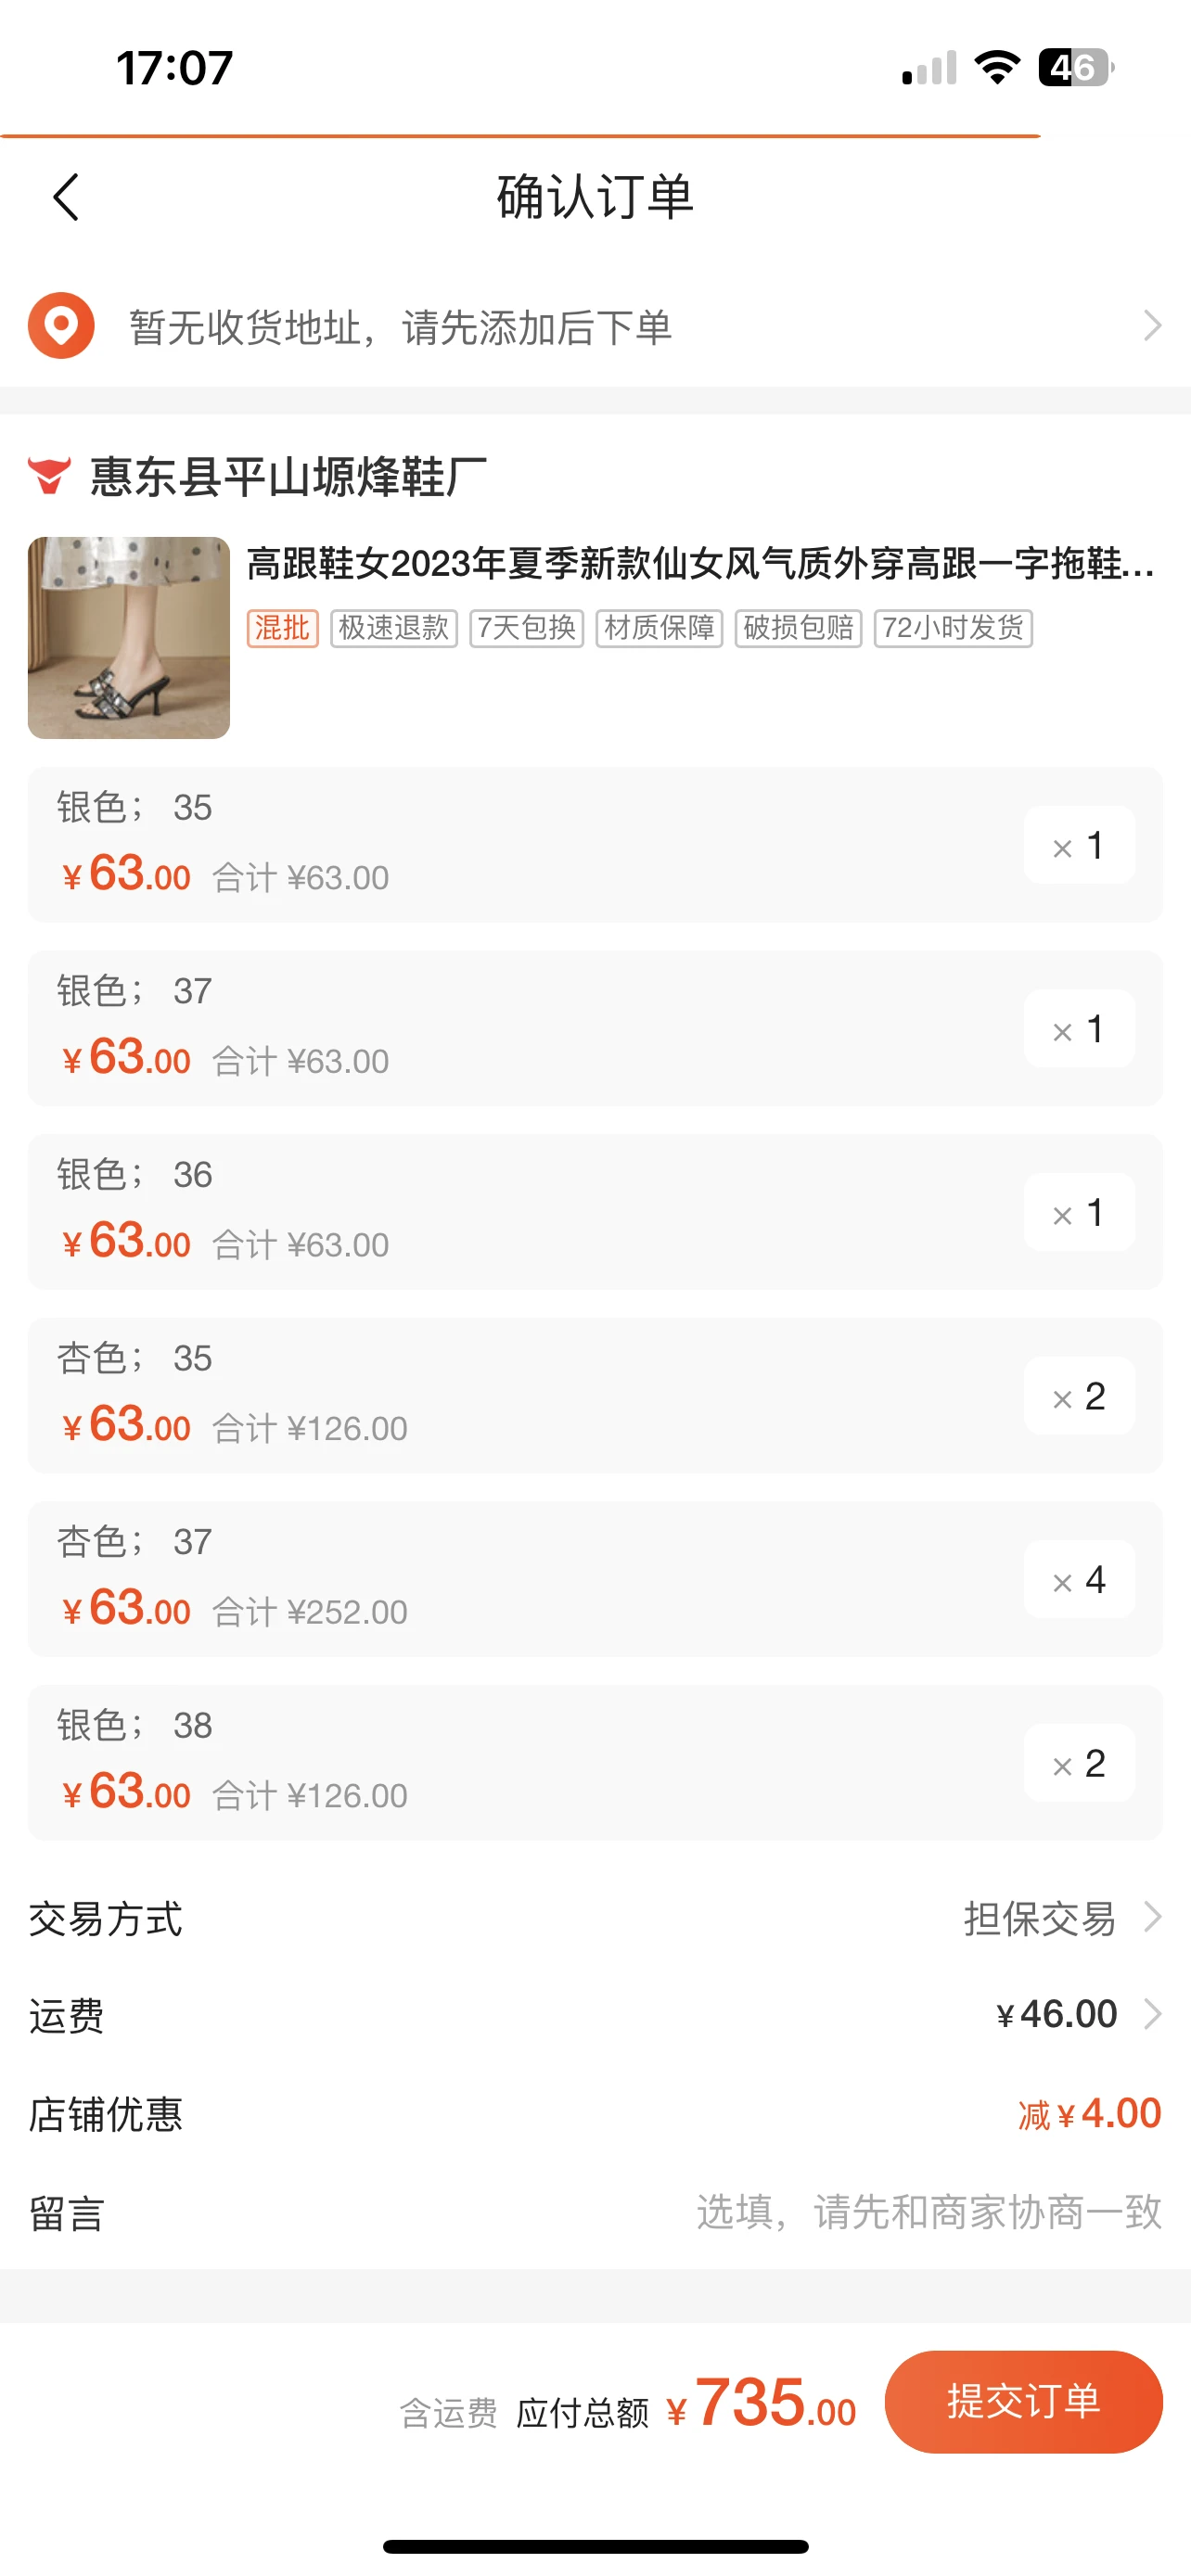 17:07
46
确认订单
暂无收货地址，请先添加后下单
惠东县平山塬烽鞋厂
高跟鞋女2023年夏季新款仙女风气质外穿高跟一字拖鞋...
混批 极速退款 7天包换 材质保障 破损包赔 72小时发货
银色； 35
¥63.00 合计 ¥63.00
× 1
银色； 37
¥63.00 合计 ¥63.00
× 1
银色； 36
¥63.00 合计 ¥63.00
× 1
杏色； 35
¥63.00 合计 ¥126.00
× 2
杏色； 37
¥63.00 合计 ¥252.00
× 4
银色； 38
¥63.00 合计 ¥126.00
× 2
交易方式 担保交易
运费 ¥46.00
店铺优惠 减¥4.00
留言 选填，请先和商家协商一致
含运费 应付总额 ¥735.00 提交订单